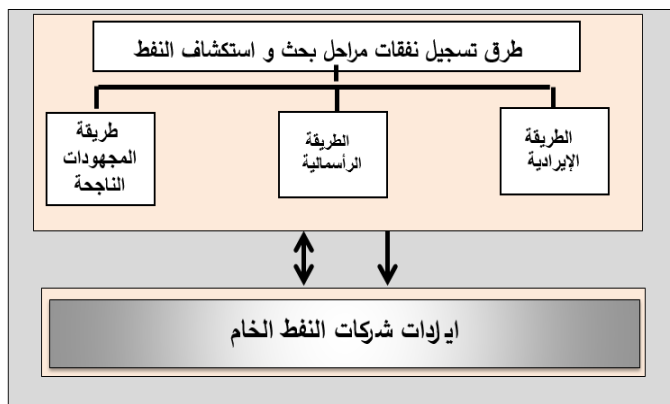 طرق تسجيل نفقات مراحل بحث و استكشاف النفط
الطريقة
الإيرادية
الطريقة
الرأسمالية
طريقة
المجهودات
الناجحة
ايرادات شركات النفط الخام